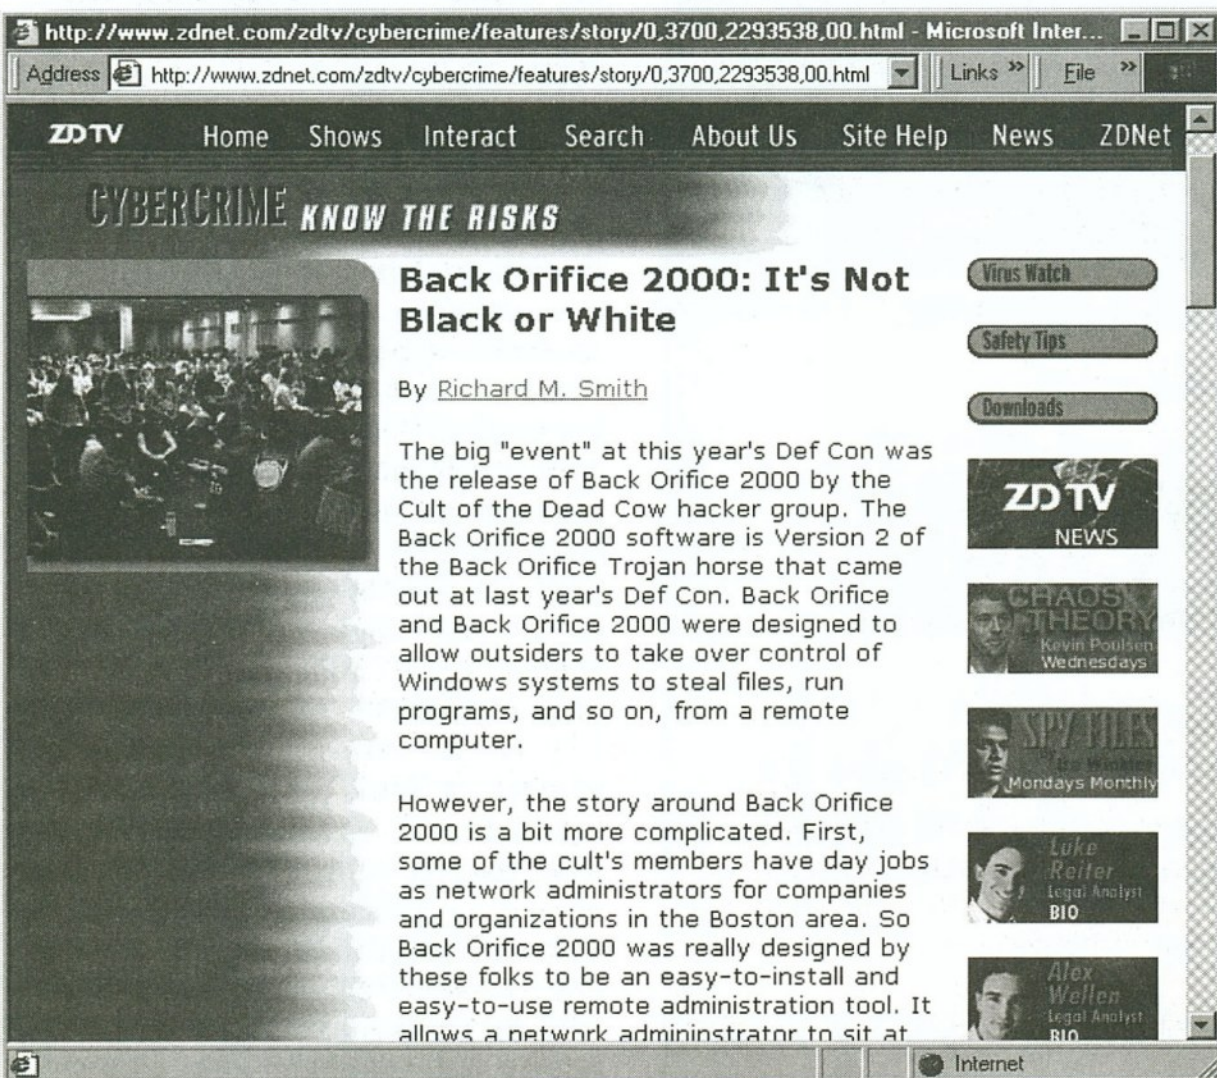 http://www.zdnet.com/zdtv/cybercrime/features/story/0,3700,2293538,00.html - Microsoft Inter...
Address http://www.zdnet.com/zdtv/cybercrime/features/story/0,3700,2293538,00.html Links » File »
ZDTV Home Shows Interact Search About Us Site Help News ZDNet
CYBERCRIME KNOW THE RISKS
Back Orifice 2000: It's Not
Black or White
By Richard M. Smith
The big "event" at this year's Def Con was
the release of Back Orifice 2000 by the
Cult of the Dead Cow hacker group. The
Back Orifice 2000 software is Version 2 of
the Back Orifice Trojan horse that came
out at last year's Def Con. Back Orifice
and Back Orifice 2000 were designed to
allow outsiders to take over control of
Windows systems to steal files, run
programs, and so on, from a remote
computer.
However, the story around Back Orifice
2000 is a bit more complicated. First,
some of the cult's members have day jobs
as network administrators for companies
and organizations in the Boston area. So
Back Orifice 2000 was really designed by
these folks to be an easy-to-install and
easy-to-use remote administration tool. It
allows a network admininstrator to sit at
Virus Watch
Safety Tips
Downloads
ZDTV
NEWS
CHAOS
THEORY
Kevin Poulsen
Wednesdays
SPY FILES
Ira Winkler
Mondays Monthly
Luke
Reiter
Legal Analyst
BIO
Alex
Wellen
Legal Analyst
BIO
Internet